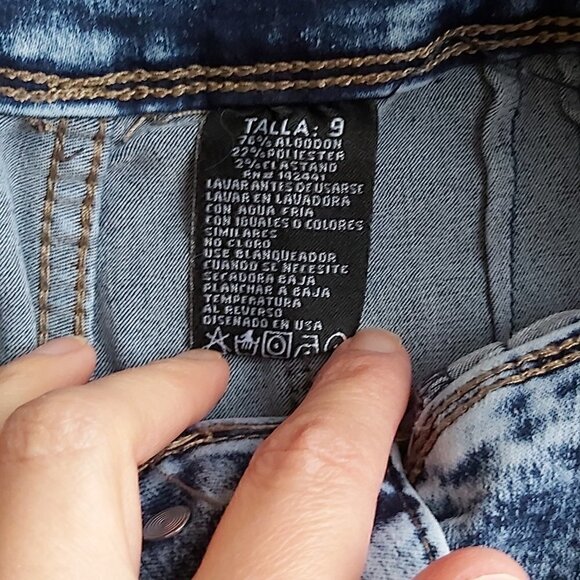 TALLA: 9
76% ALGODON
22% POLIESTER
2% ELASTANO
RN# 142441
LAVAR ANTES DE USARSE
LAVAR EN LAVADORA
CON AGUA FRIA
CON IGUALES O COLORES
SIMILARES
NO CLORO
USE BLANQUEADOR
CUANDO SE NECESITE
SECADORA BAJA
PLANCHAR A BAJA
TEMPERATURA
AL REVERSO
DISENADO EN USA